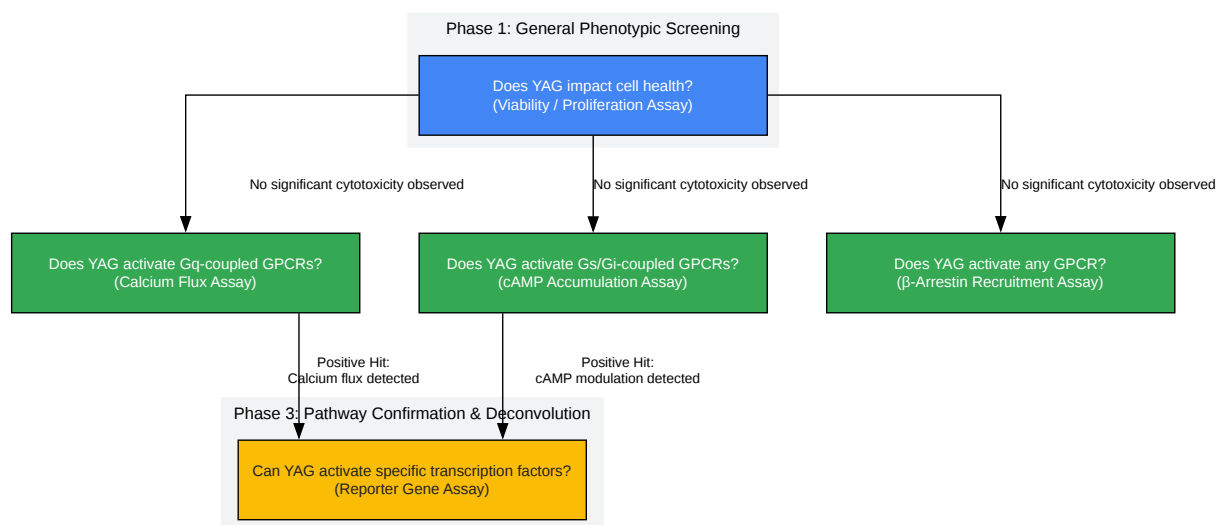 Phase 1: General Phenotypic Screening
Does YAG impact cell health?
(Viability / Proliferation Assay)
No significant cytotoxicity observed
No significant cytotoxicity observed
No significant cytotoxicity observed
Does YAG activate Gq-coupled GPCRs?
(Calcium Flux Assay)
Does YAG activate Gs/Gi-coupled GPCRs?
(cAMP Accumulation Assay)
Does YAG activate any GPCR?
(β-Arrestin Recruitment Assay)
Positive Hit:
Calcium flux detected
Positive Hit:
cAMP modulation detected
Phase 3: Pathway Confirmation & Deconvolution
Can YAG activate specific transcription factors?
(Reporter Gene Assay)